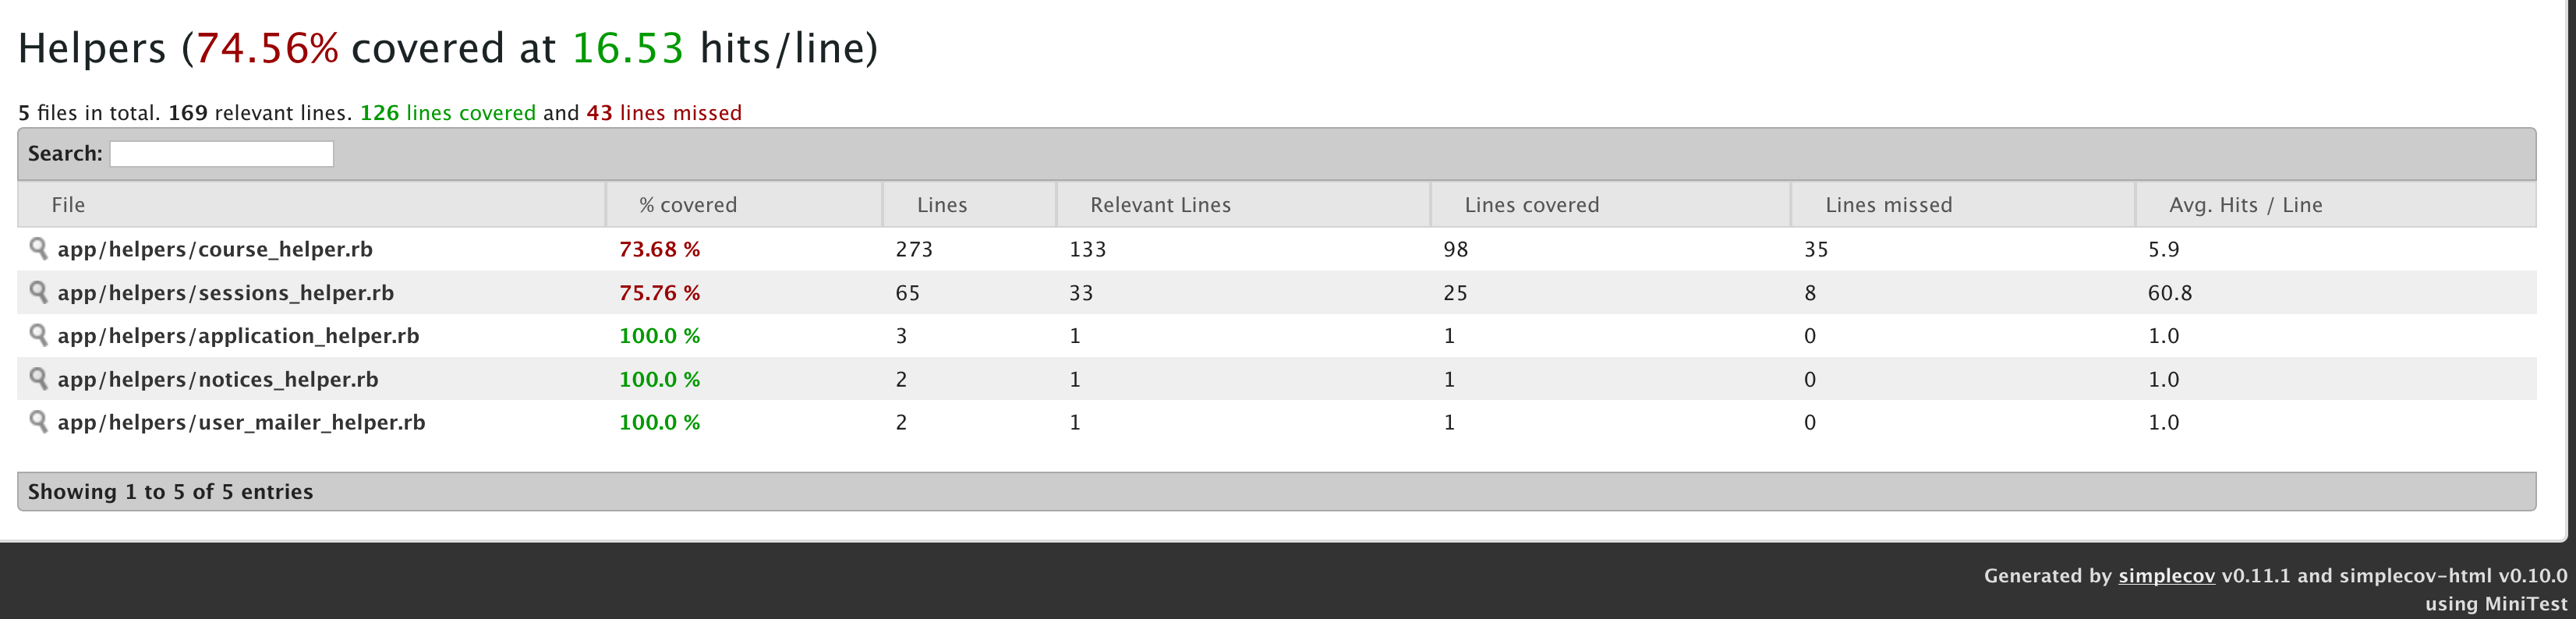 Helpers (74.56% covered at 16.53 hits/line)
5 files in total. 169 relevant lines. 126 lines covered and 43 lines missed
Search:
File % covered Lines Relevant Lines Lines covered Lines missed Avg. Hits / Line
app/helpers/course_helper.rb 73.68 % 273 133 98 35 5.9
app/helpers/sessions_helper.rb 75.76 % 65 33 25 8 60.8
app/helpers/application_helper.rb 100.0 % 3 1 1 0 1.0
app/helpers/notices_helper.rb 100.0 % 2 1 1 0 1.0
app/helpers/user_mailer_helper.rb 100.0 % 2 1 1 0 1.0
Showing 1 to 5 of 5 entries
Generated by simplecov v0.11.1 and simplecov-html v0.10.0
using MiniTest